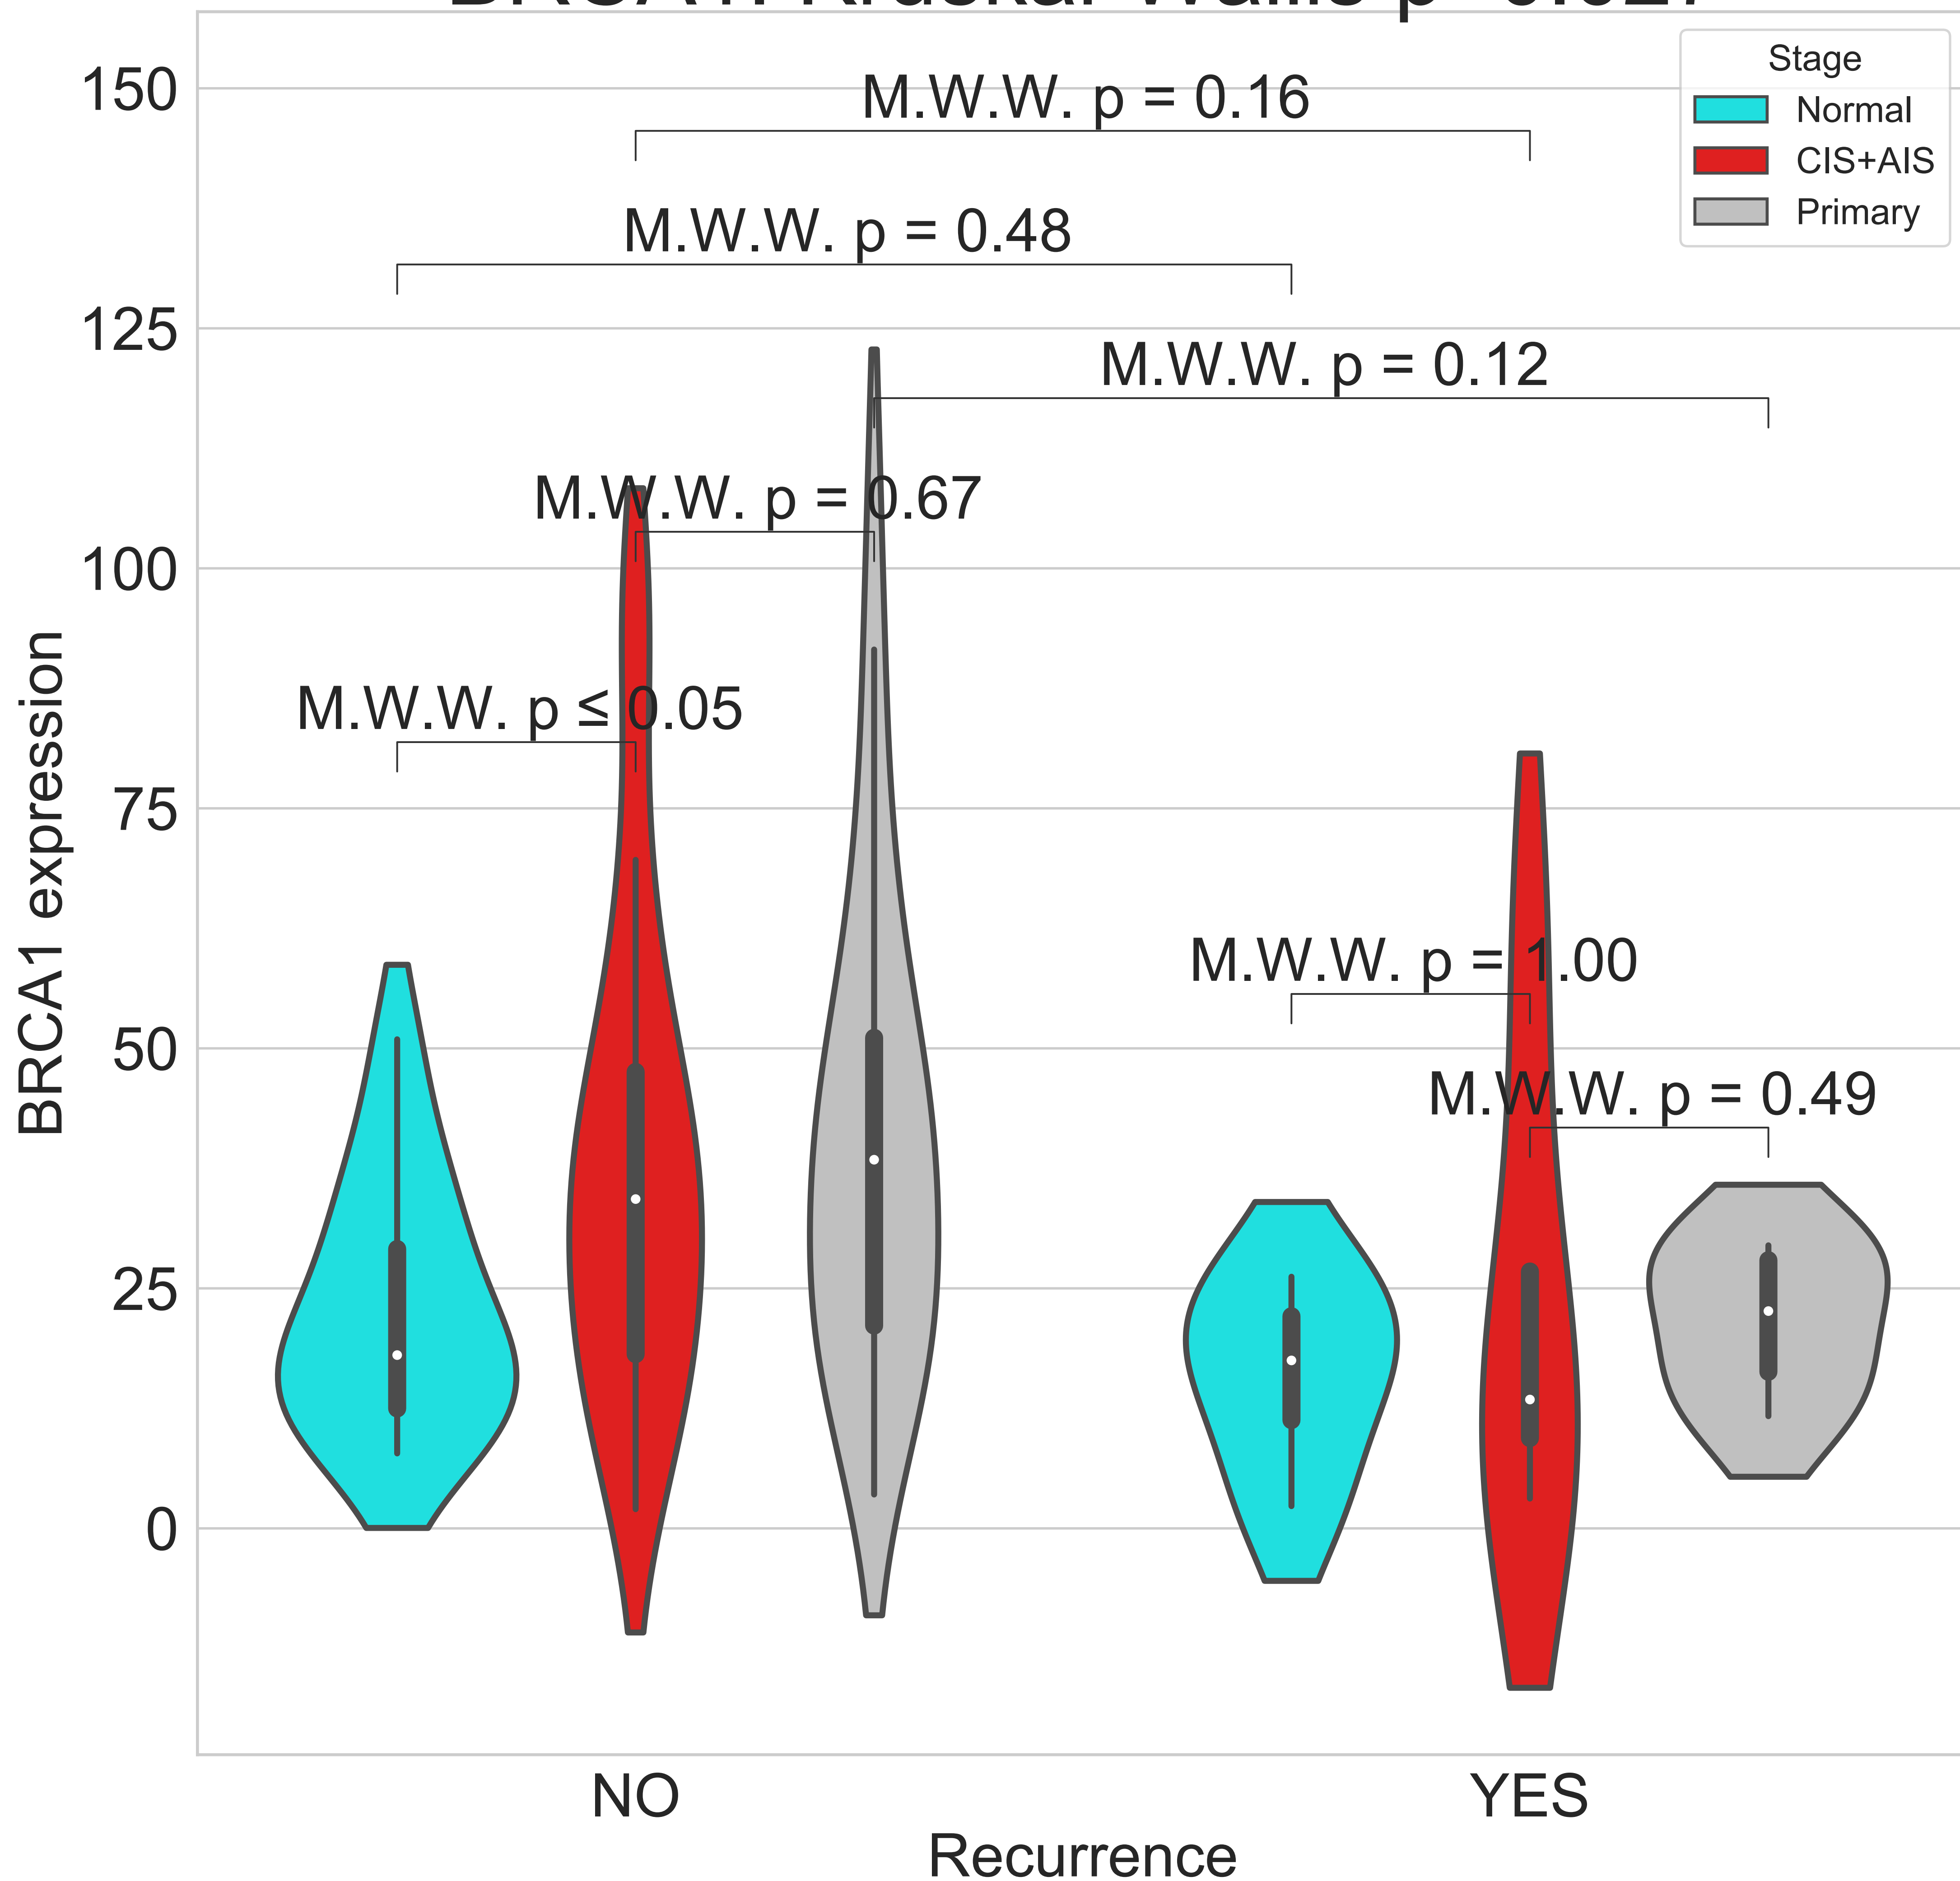 Stage
Normal
CIS+AIS
Primary
M.W.W. p = 0.16
M.W.W. p = 0.48
M.W.W. p = 0.12
M.W.W. p = 0.67
M.W.W. p ≤ 0.05
M.W.W. p = 1.00
M.W.W. p = 0.49
150
125
100
75
50
25
0
BRCA1 expression
NO
YES
Recurrence